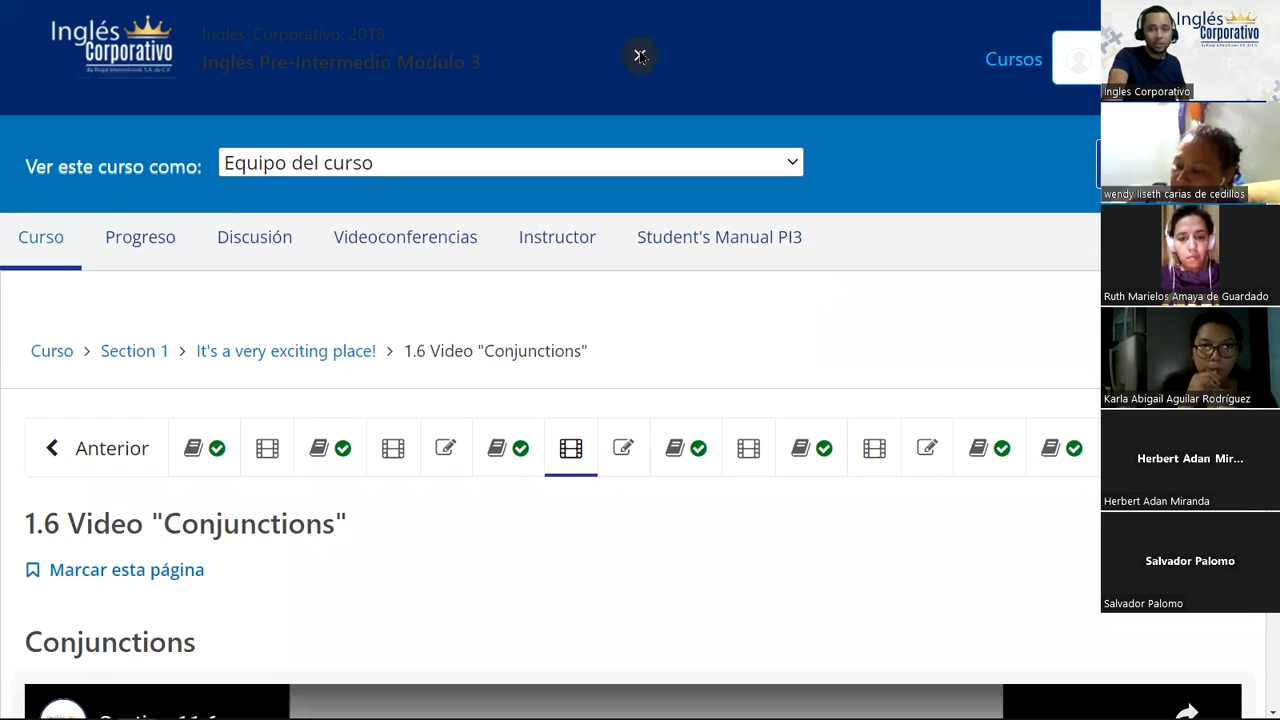 Inglés
Corporativo
Ingles-Corporativo: 2018
Inglés Pre-Intermedio Módulo 3
Cursos
Ver este curso como:
Equipo del curso
Curso
Progreso
Discusión
Videoconferencias
Instructor
Student's Manual PI3
Curso > Section 1 > It's a very exciting place! > 1.6 Video "Conjunctions"
Anterior
1.6 Video "Conjunctions"
Marcar esta página
Conjunctions
Inglés
Corporativo
Ingles Corporativo
wendy liseth carias de cedillos
Ruth Marielos Amaya de Guardado
Karla Abigail Aguilar Rodríguez
Herbert Adan Mir...
Herbert Adan Miranda
Salvador Palomo
Salvador Palomo